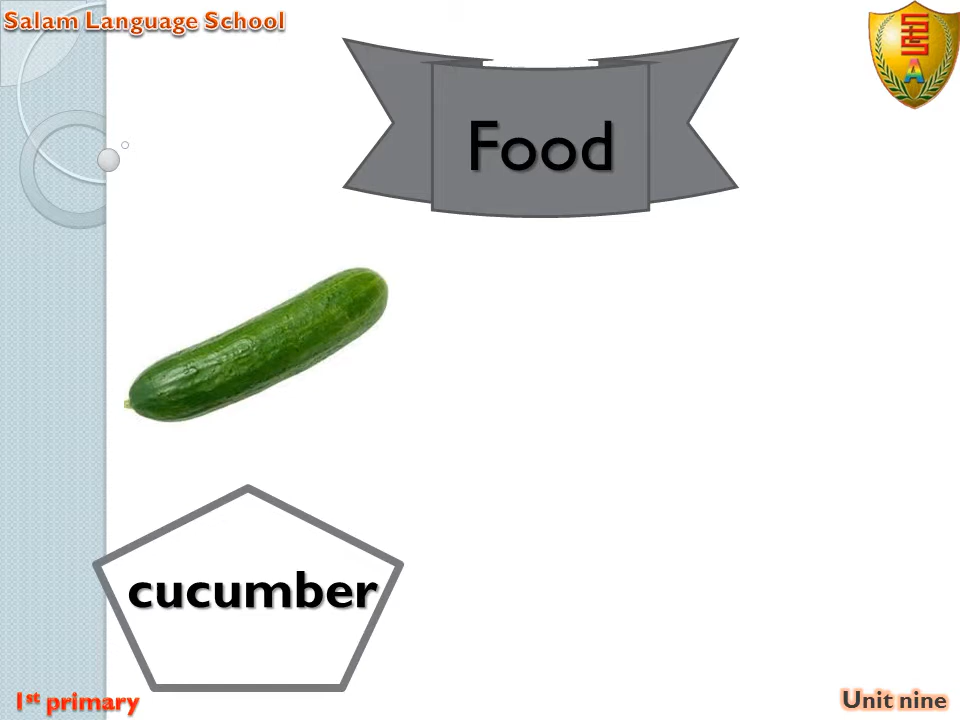 Salam Language School
Food
cucumber
1st primary
Unit nine